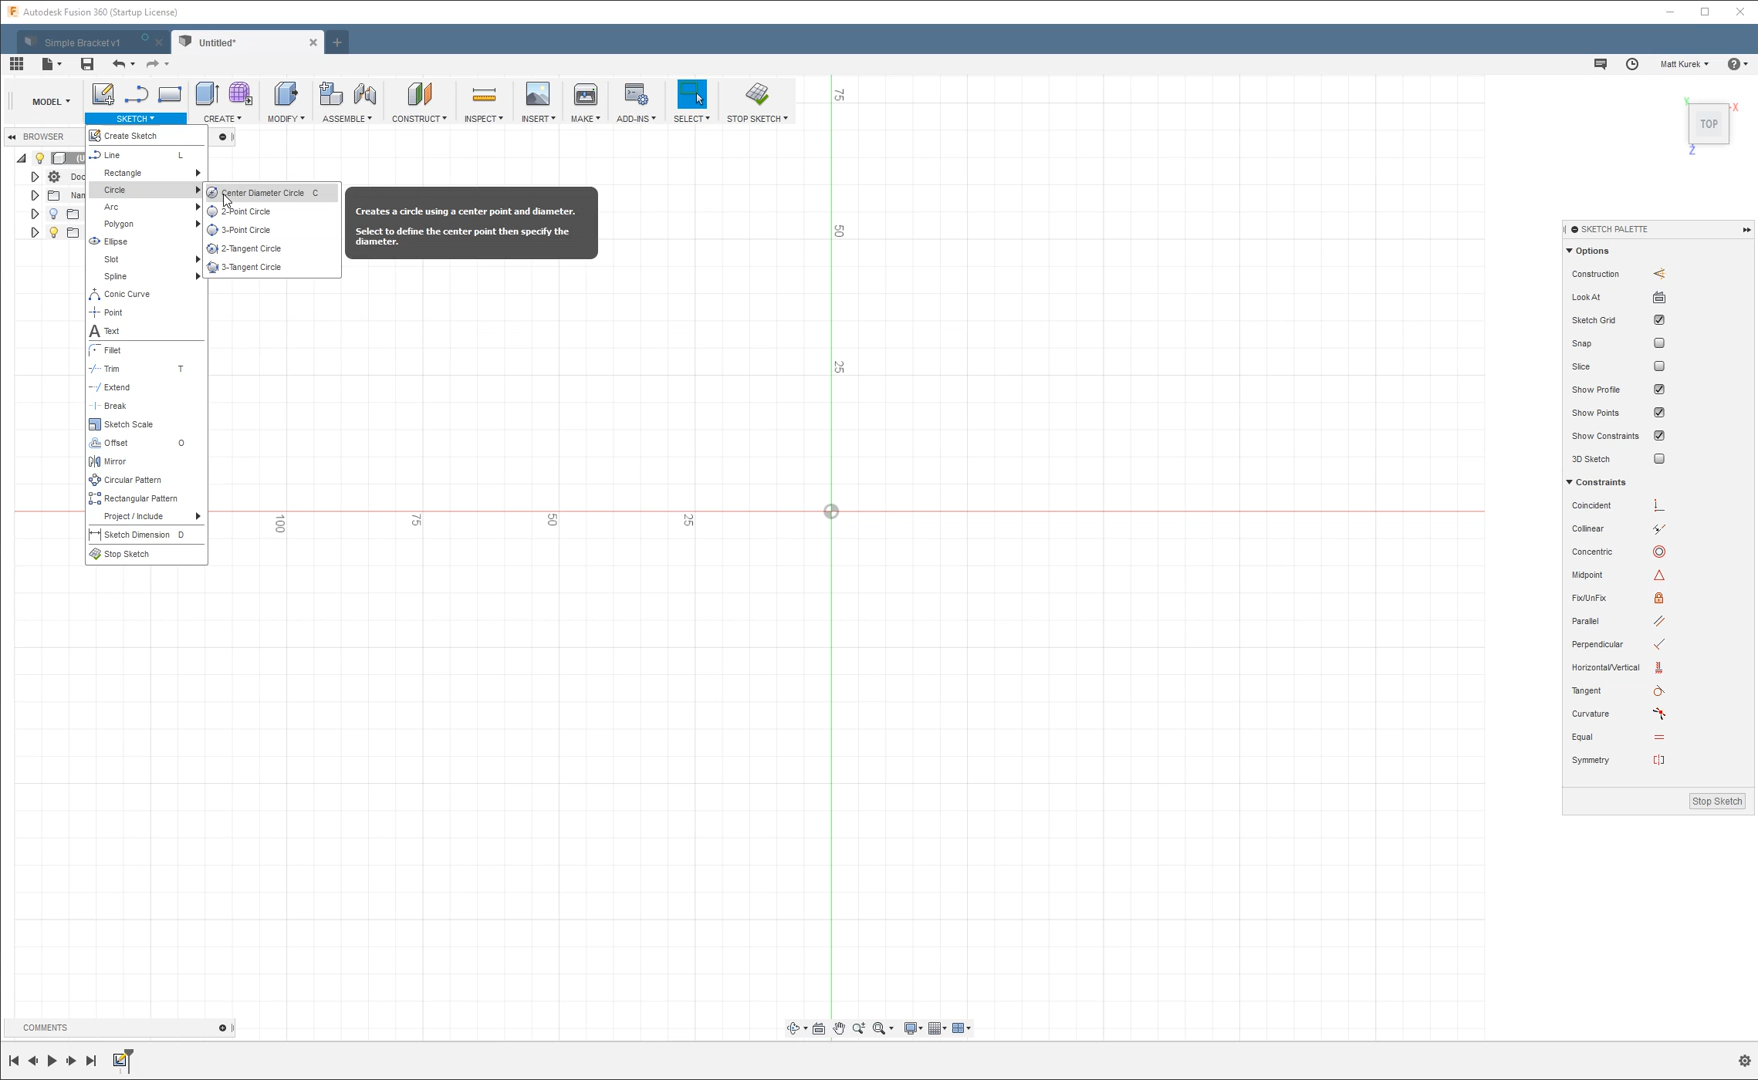 Autodesk Fusion 360 (Startup License)
Simple Bracket v1
Untitled*
Matt Kurek
MODEL
SKETCH
CREATE
MODIFY
ASSEMBLE
CONSTRUCT
INSPECT
INSERT
MAKE
ADD-INS
SELECT
STOP SKETCH
BROWSER
(U
Doc
Nam
Create Sketch
Line L
Rectangle
Circle
Arc
Polygon
Ellipse
Slot
Spline
Conic Curve
Point
Text
Fillet
Trim T
Extend
Break
Sketch Scale
Offset O
Mirror
Circular Pattern
Rectangular Pattern
Project / Include
Sketch Dimension D
Stop Sketch
Center Diameter Circle C
2-Point Circle
3-Point Circle
2-Tangent Circle
3-Tangent Circle
Creates a circle using a center point and diameter.
Select to define the center point then specify the
diameter.
75
50
25
100
75
50
25
Y
X
TOP
Z
SKETCH PALETTE
Options
Construction
Look At
Sketch Grid
Snap
Slice
Show Profile
Show Points
Show Constraints
3D Sketch
Constraints
Coincident
Collinear
Concentric
Midpoint
Fix/UnFix
Parallel
Perpendicular
Horizontal/Vertical
Tangent
Curvature
Equal
Symmetry
Stop Sketch
COMMENTS